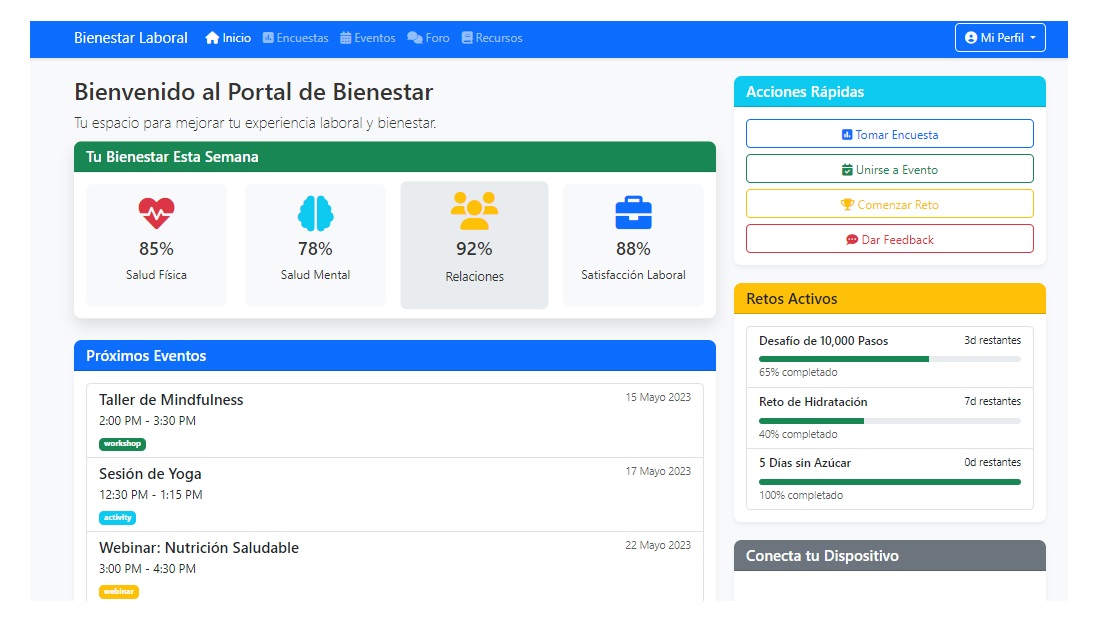 Bienestar Laboral Inicio Encuestas Eventos Foro Recursos Mi Perfil
Bienvenido al Portal de Bienestar
Tu espacio para mejorar tu experiencia laboral y bienestar.
Tu Bienestar Esta Semana
85%
Salud Física
78%
Salud Mental
92%
Relaciones
88%
Satisfacción Laboral
Próximos Eventos
Taller de Mindfulness 15 Mayo 2023
2:00 PM - 3:30 PM
workshop
Sesión de Yoga 17 Mayo 2023
12:30 PM - 1:15 PM
activity
Webinar: Nutrición Saludable 22 Mayo 2023
3:00 PM - 4:30 PM
webinar
Acciones Rápidas
Tomar Encuesta
Unirse a Evento
Comenzar Reto
Dar Feedback
Retos Activos
Desafío de 10,000 Pasos 3d restantes
65% completado
Reto de Hidratación 7d restantes
40% completado
5 Días sin Azúcar 0d restantes
100% completado
Conecta tu Dispositivo